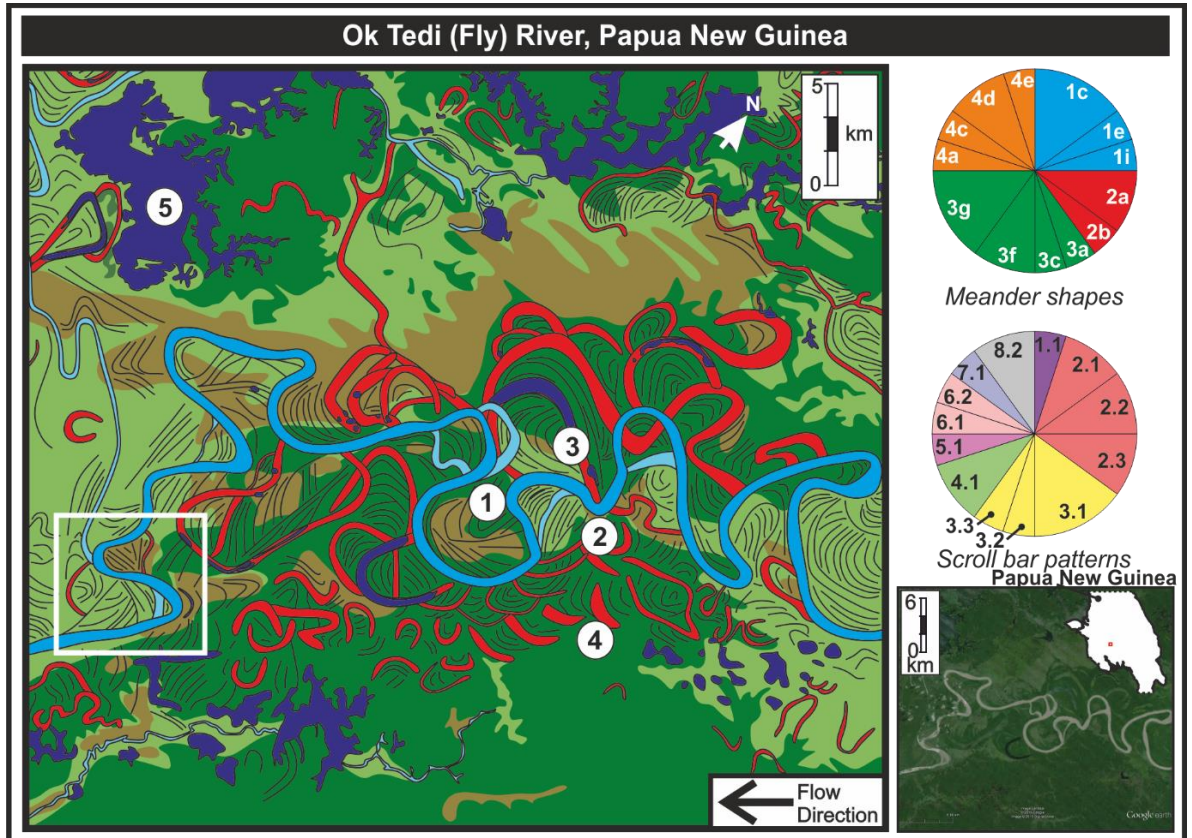 Ok Tedi (Fly) River, Papua New Guinea
5
km
0
N
5
1
2
3
4
Flow
Direction
4e
1c
4d
1e
4c
1i
4a
2a
2b
3g
3a
3f
3c
Meander shapes
8.2
1.1
7.1
2.1
6.2
2.2
6.1
5.1
2.3
4.1
3.3
3.2
3.1
Scroll bar patterns
Papua New Guinea
6
0
km
Google earth